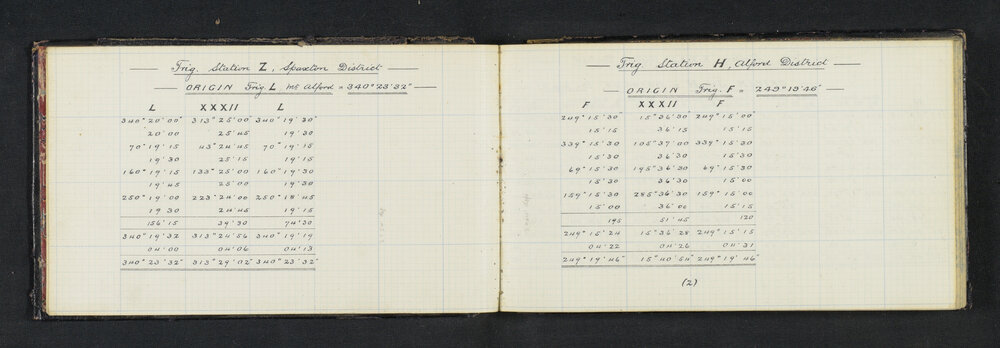 Trig. Station Z, Spaxton District
ORIGIN Trig. L, Mt Alford = 340° 23' 32"
L XXXII L
340° 20' 00" 313° 25' 00" 340° 19' 30"
20' 00 25' 45 19' 30
70° 19' 15 43° 24' 45 70° 19' 15
19' 30 25' 15 19' 15
160° 19' 15 133° 25' 00 160° 19' 30
19' 45 25' 00 19' 30
250° 19' 00 223° 24' 00 250° 18' 45
19' 30 24' 45 19' 15
156' 15 39' 30 74' 30
340° 19' 32 313° 24' 56 340° 19' 19
04' 00 04' 06 04' 13
340° 23' 32" 313° 29' 02" 340° 23' 32"
Trig Station H, Alford District
ORIGIN Trig. F = 249° 19' 46"
F XXXII F
249° 15' 30" 15° 36' 30" 249° 15' 00
15' 15 36' 15 15' 15
339° 15' 30 105° 37' 00 339° 15' 30
15' 30 36' 30 15' 30
69° 15' 30 195° 36' 30 69° 15' 30
15' 30 36' 30 15' 00
159° 15' 30 285° 36' 30 159° 15' 00
15' 00 36' 00 15' 15
195 51' 45 120
249° 15' 24 15° 36' 28 249° 15' 15
04' 22 04' 26 04' 31
249° 19' 46" 15° 40' 54" 249° 19' 46"
(2)